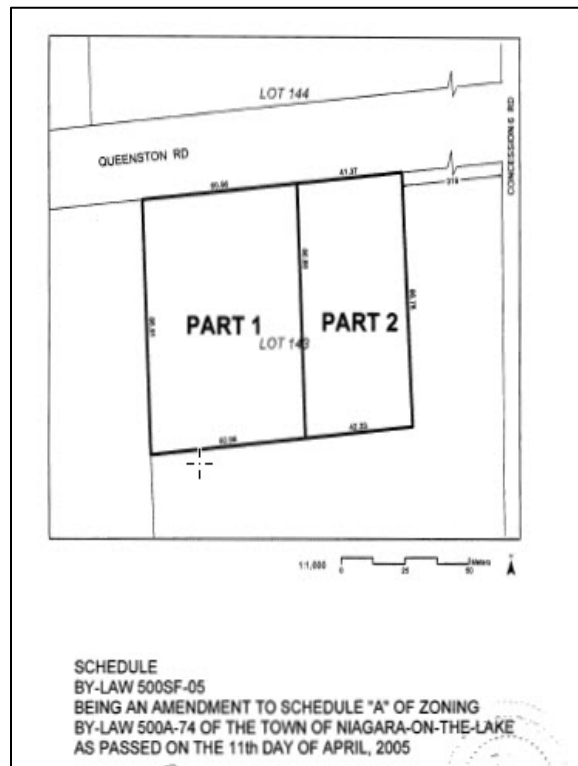 LOT 144
QUEENSTON RD
CONCESSION 6 RD
41.37
PART 1
PART 2
LOT 143
1:1,000
0
25
50
Meters
SCHEDULE
BY-LAW 500SF-05
BEING AN AMENDMENT TO SCHEDULE "A" OF ZONING
BY-LAW 500A-74 OF THE TOWN OF NIAGARA-ON-THE-LAKE
AS PASSED ON THE 11th DAY OF APRIL, 2005